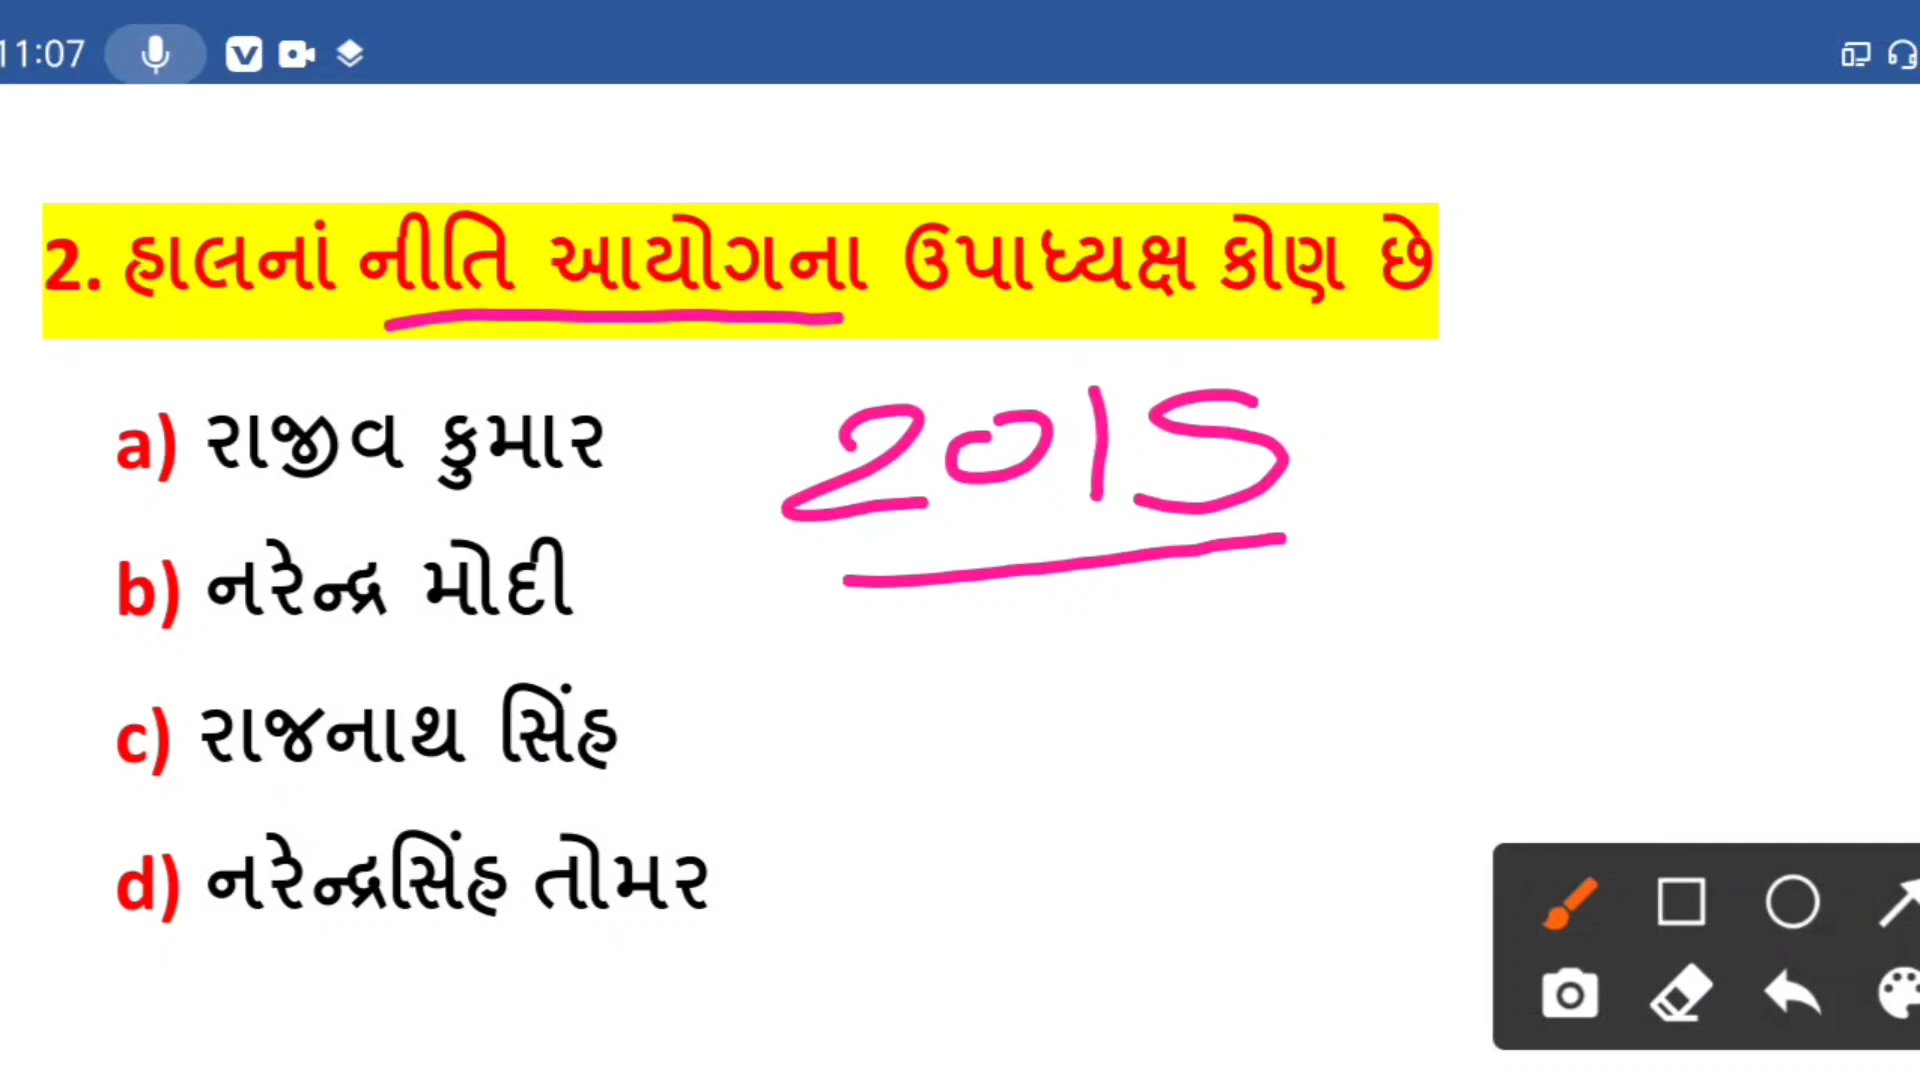 11:07
2. હાલનાં નીતિ આયોગના ઉપાધ્યક્ષ કોણ છે
a) રાજીવ કુમાર
2015
b) નરેન્દ્ર મોદી
c) રાજનાથ સિંહ
d) નરેન્દ્રસિંહ તોમર